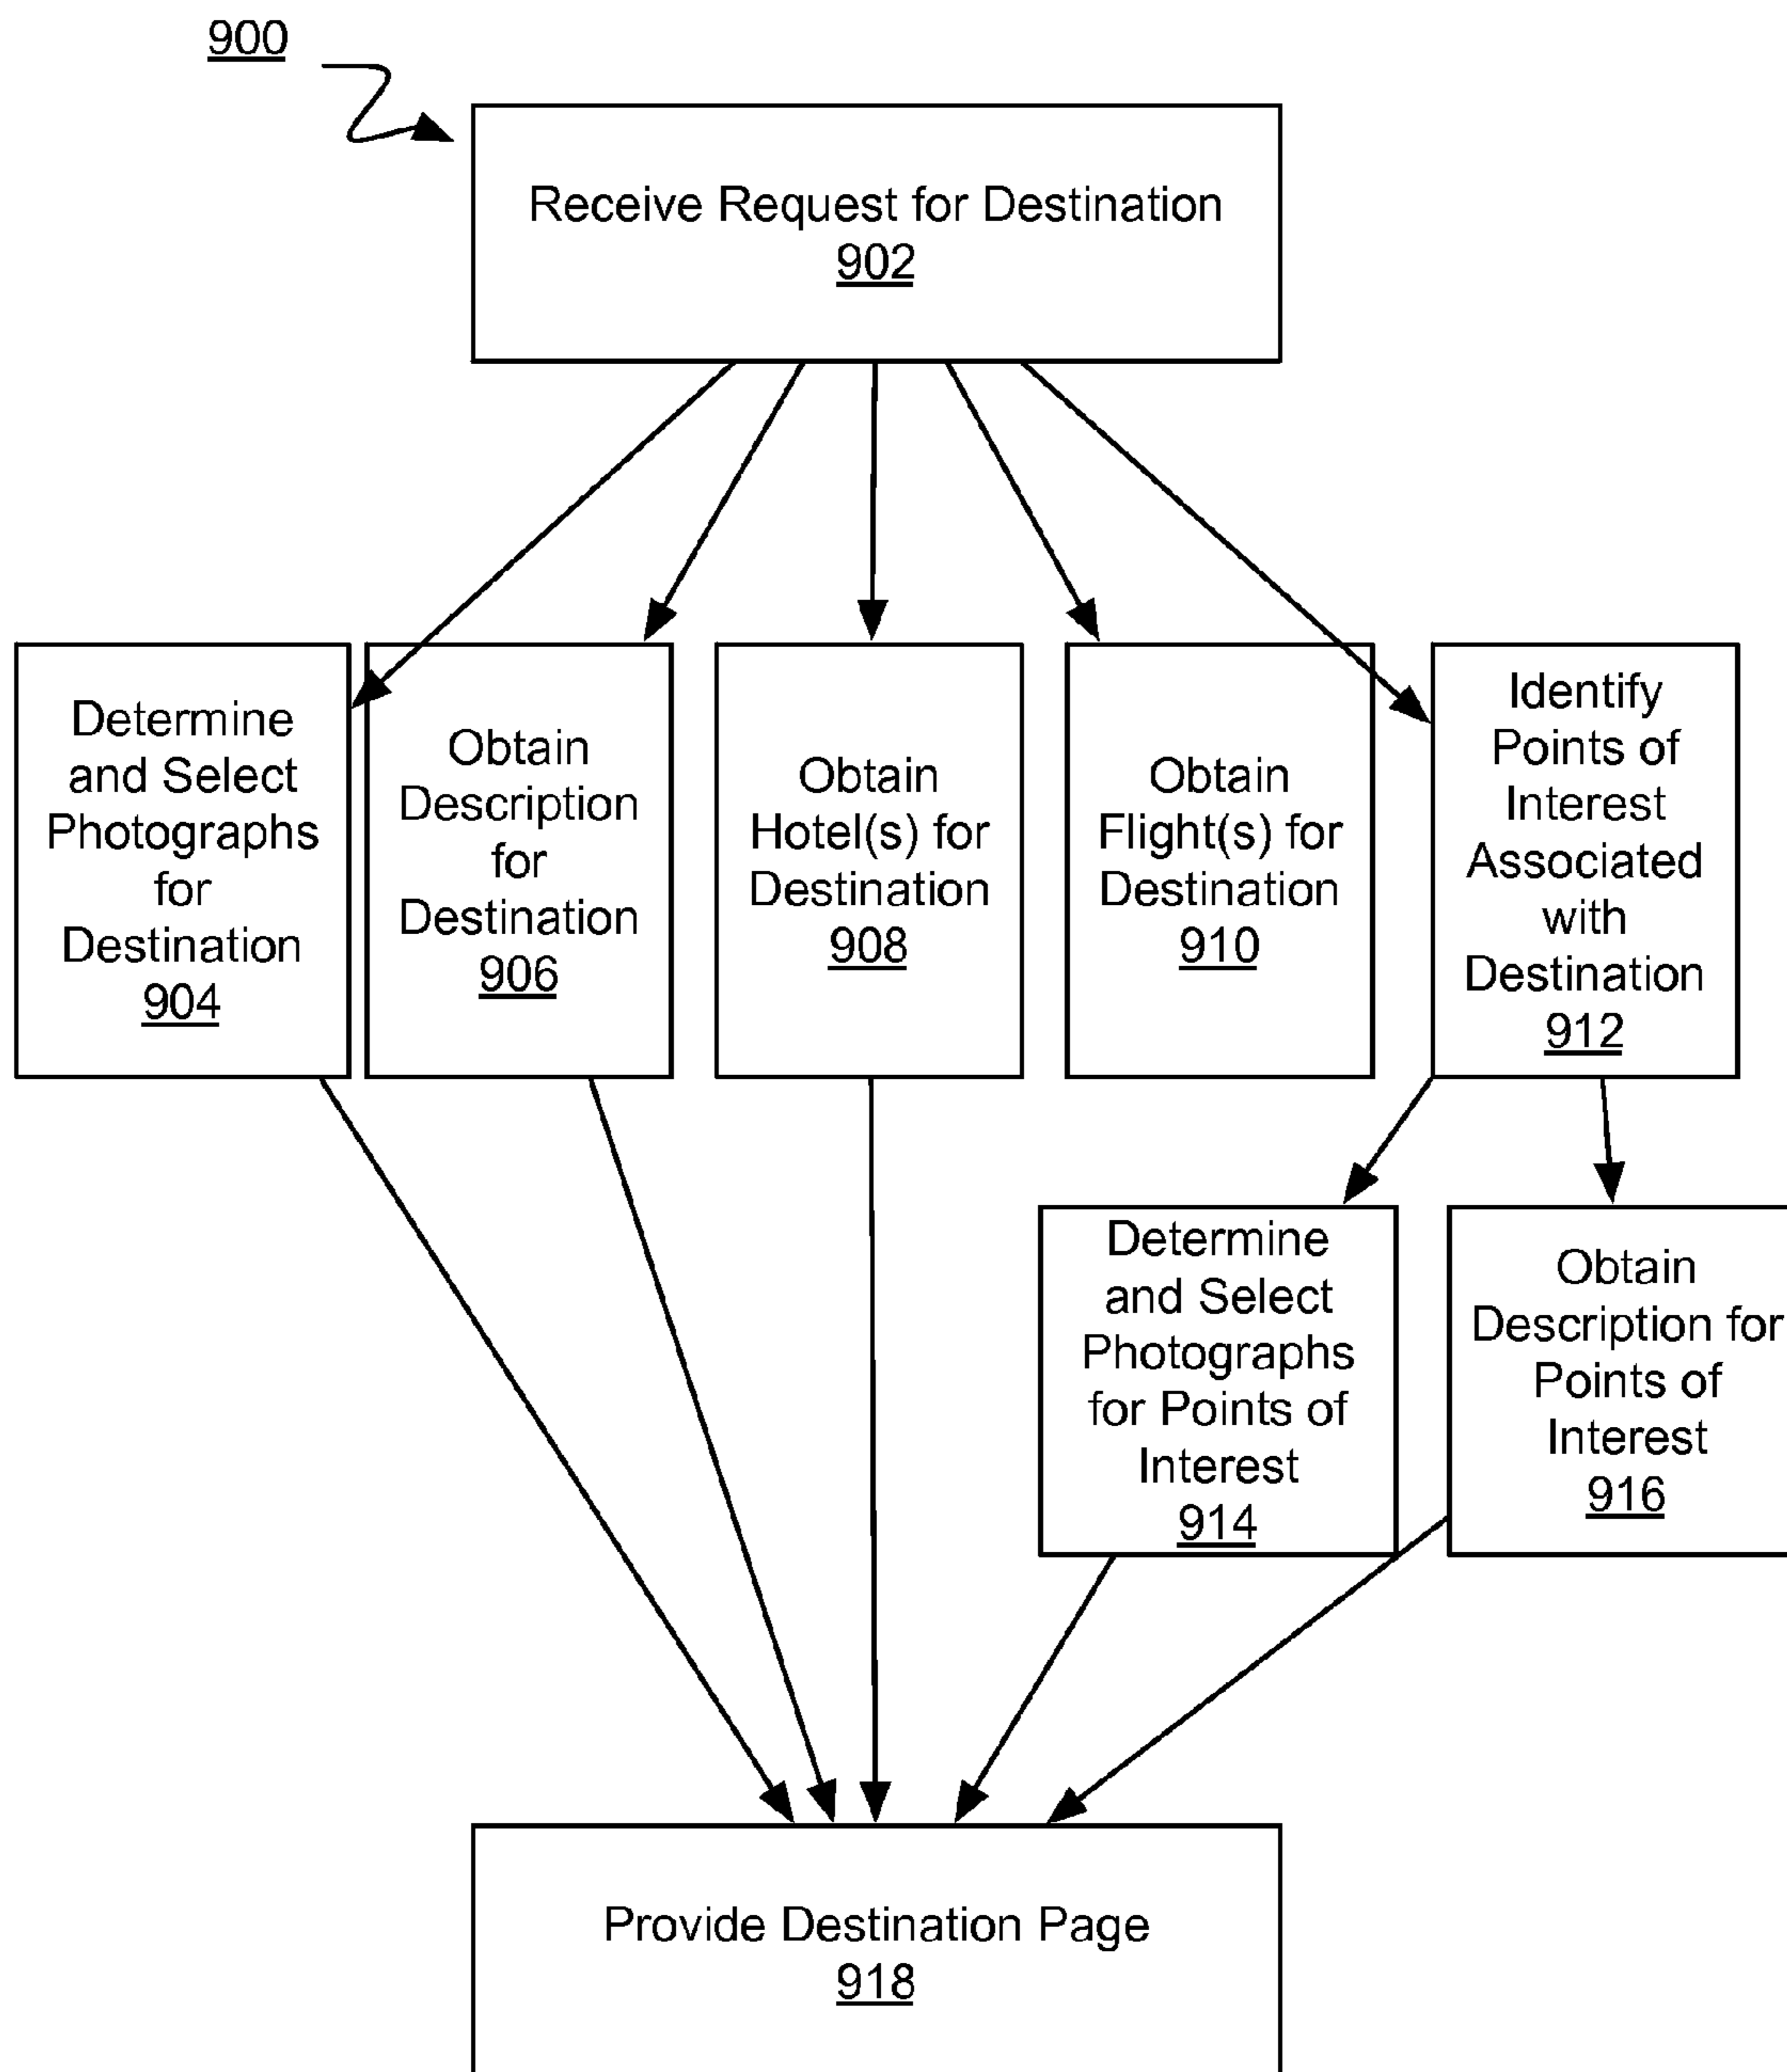 900
Receive Request for Destination
902
Determine
and Select
Photographs
for
Destination
904
Obtain
Description
for
Destination
906
Obtain
Hotel(s) for
Destination
908
Obtain
Flight(s) for
Destination
910
Identify
Points of
Interest
Associated
with
Destination
912
Determine
and Select
Photographs
for Points of
Interest
914
Obtain
Description for
Points of
Interest
916
Provide Destination Page
918